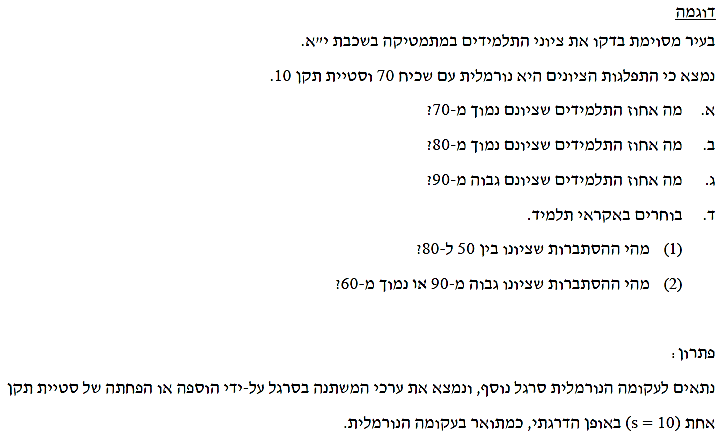 דוגמה
בעיר מסוימת בדקו את ציוני התלמידים במתמטיקה בשכבת י״א.
נמצא כי התפלגות הציונים היא נורמלית עם שכיח 70 וסטיית תקן 10.
א. מה אחוז התלמידים שציונם נמוך מ-70?
ב. מה אחוז התלמידים שציונם נמוך מ-80?
ג. מה אחוז התלמידים שציונם גבוה מ-90?
ד. בוחרים באקראי תלמיד.
(1) מהי ההסתברות שציונו בין 50 ל-80?
(2) מהי ההסתברות שציונו גבוה מ-90 או נמוך מ-60?
פתרון:
נתאים לעקומה הנורמלית סרגל נוסף, ונמצא את ערכי המשתנה בסרגל על-ידי הוספה או הפחתה של סטיית תקן
אחת (s = 10) באופן הדרגתי, כמתואר בעקומה הנורמלית.